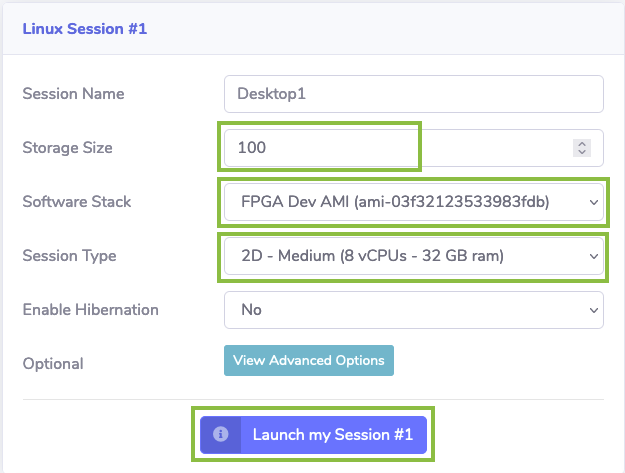 Linux Session #1
Session Name Desktop1
Storage Size 100
Software Stack FPGA Dev AMI (ami-03f32123533983fdb)
Session Type 2D - Medium (8 vCPUs - 32 GB ram)
Enable Hibernation No
Optional View Advanced Options
Launch my Session #1